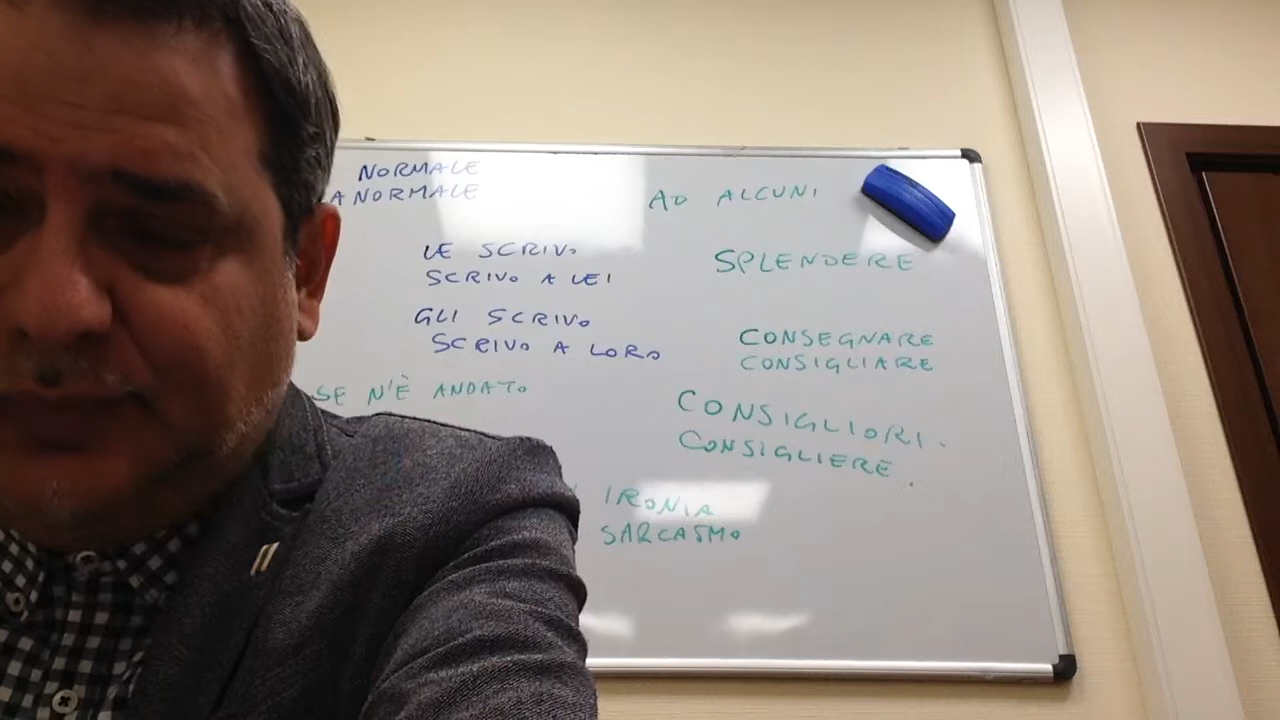 NORMALE
ANORMALE
LE SCRIVO
SCRIVO A LEI
GLI SCRIVO
SCRIVO A LORO
SE N'È ANDATO
AD ALCUNI
SPLENDERE
CONSEGNARE
CONSIGLIARE
CONSIGLIORI.
CONSIGLIERE
IRONIA
SARCASMO